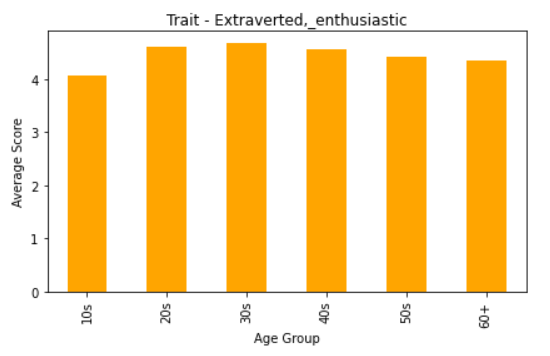 Trait - Extraverted,_enthusiastic
Average Score
4
3
2
1
0
10s
20s
30s
40s
50s
60+
Age Group